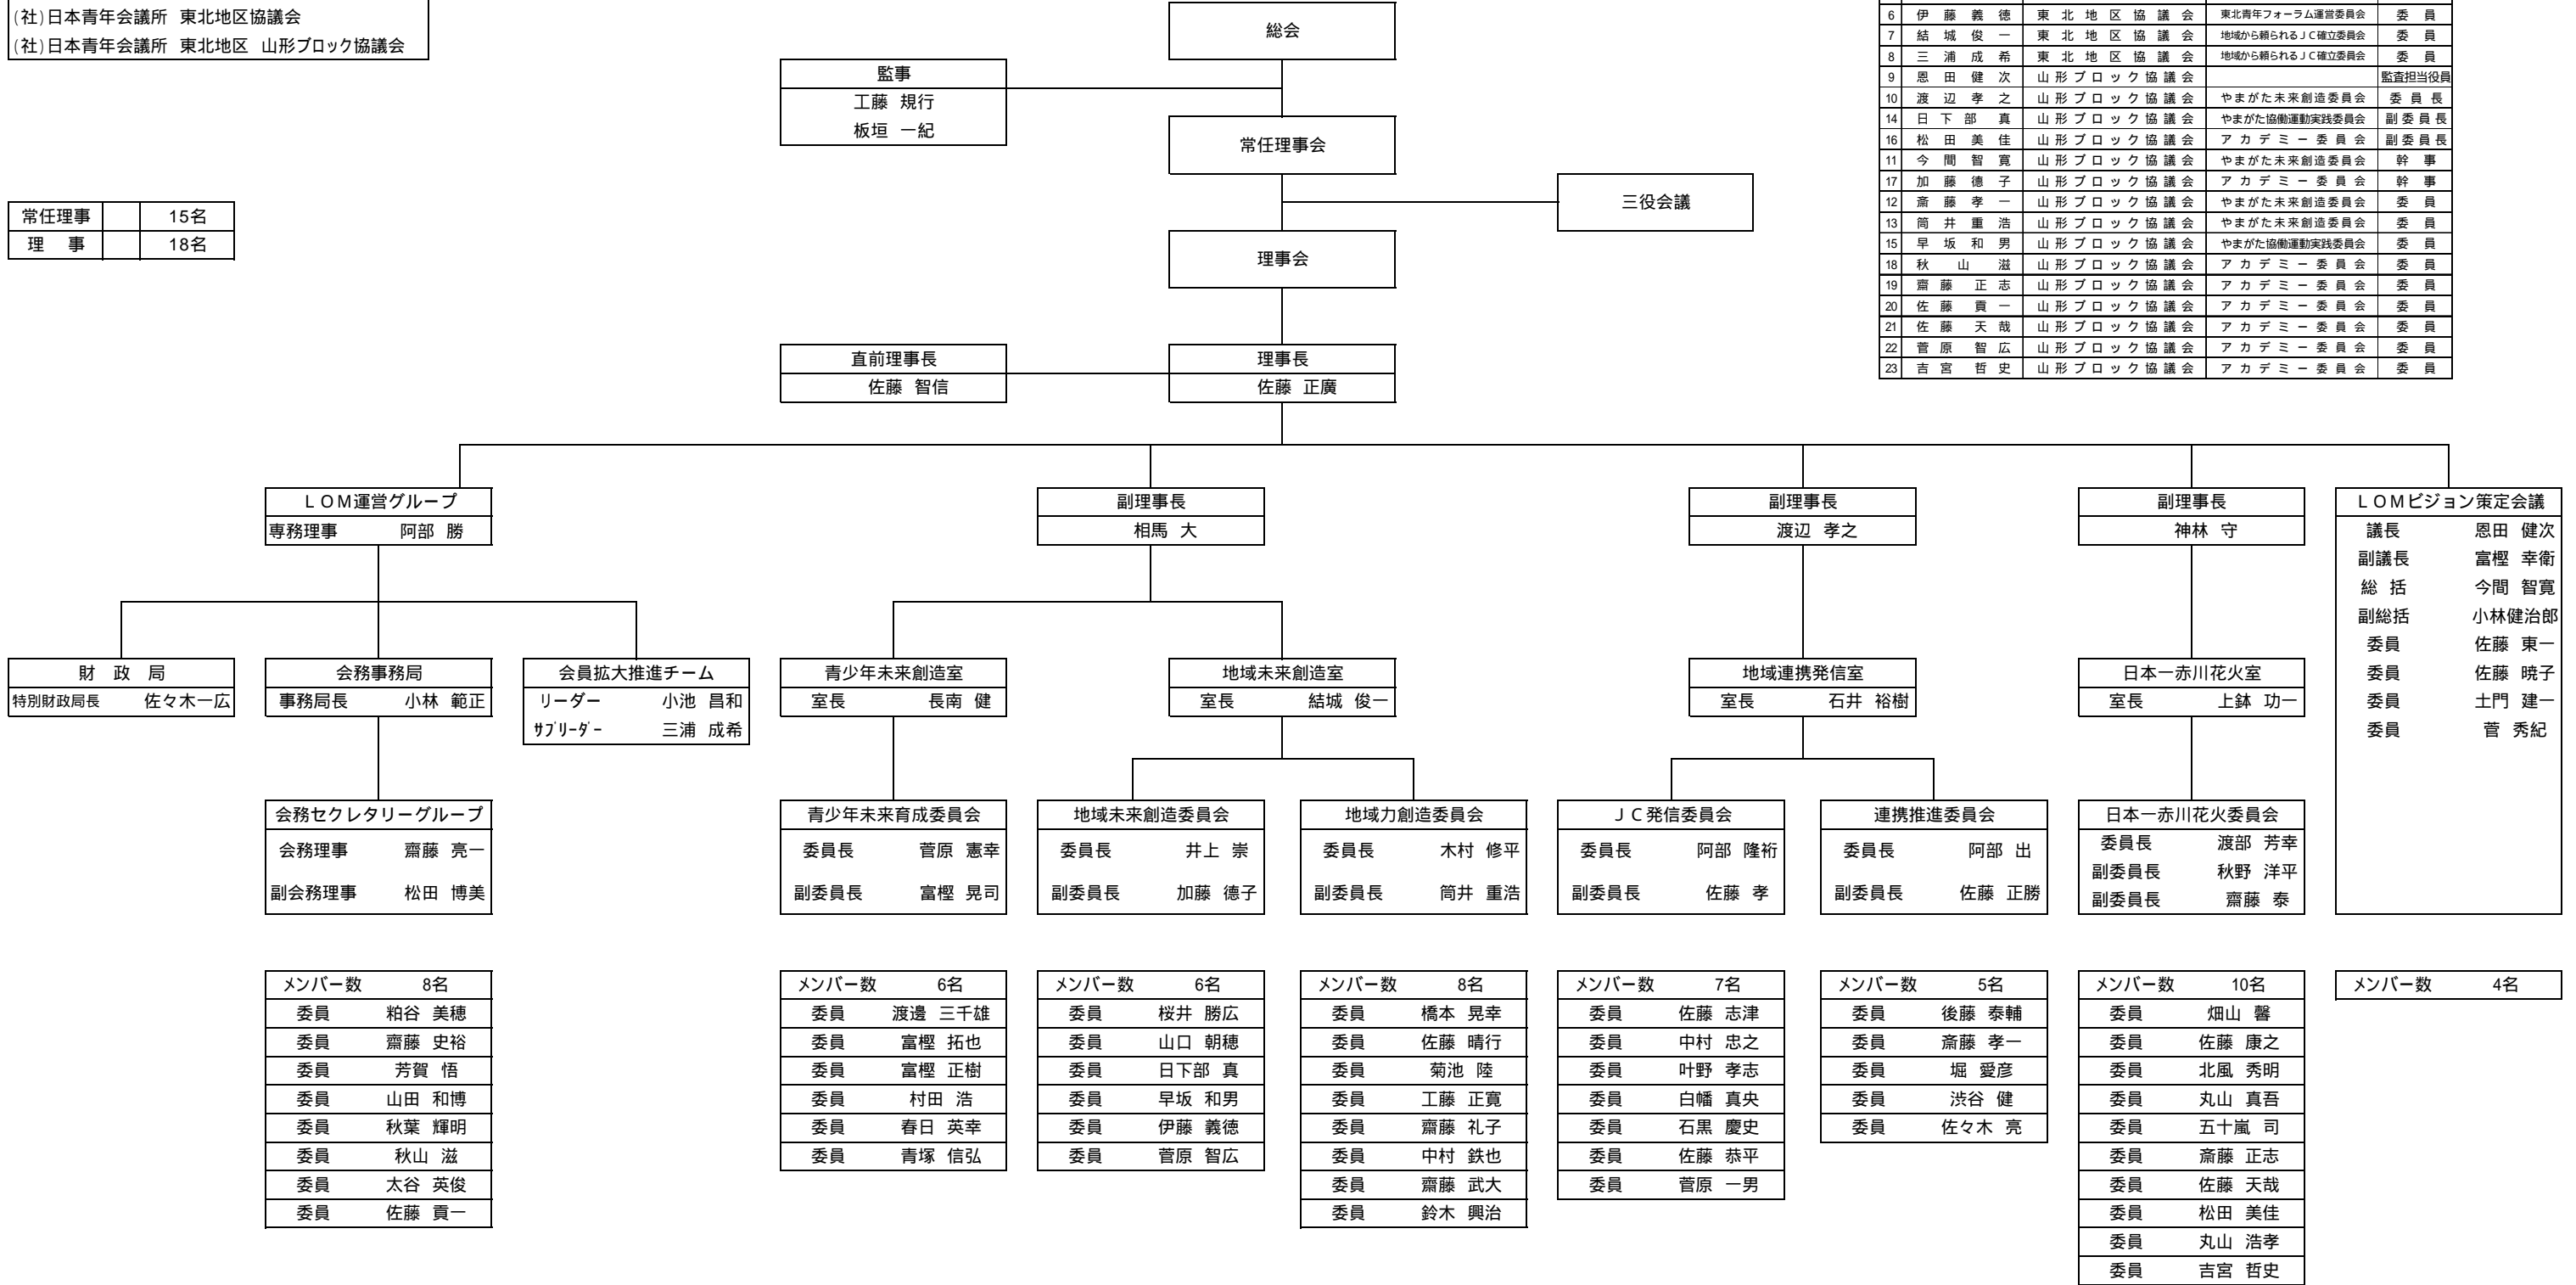 (社)日本青年会議所 東北地区協議会
(社)日本青年会議所 東北地区 山形ブロック協議会
常任理事 15名
理 事 18名
総会
監事
工藤 規行
板垣 一紀
常任理事会
三役会議
理事会
直前理事長
佐藤 智信
理事長
佐藤 正廣
6 伊藤義徳 東北地区協議会 東北青年フォーラム運営委員会 委員
7 結城俊一 東北地区協議会 地域から頼られるJC確立委員会 委員
8 三浦成希 東北地区協議会 地域から頼られるJC確立委員会 委員
9 恩田健次 山形ブロック協議会 監査担当役員
10 渡辺孝之 山形ブロック協議会 やまがた未来創造委員会 委員長
14 日下部真 山形ブロック協議会 やまがた協働運動実践委員会 副委員長
16 松田美佳 山形ブロック協議会 アカデミー委員会 副委員長
11 今間智寛 山形ブロック協議会 やまがた未来創造委員会 幹事
17 加藤德子 山形ブロック協議会 アカデミー委員会 幹事
12 斎藤孝一 山形ブロック協議会 やまがた未来創造委員会 委員
13 筒井重浩 山形ブロック協議会 やまがた未来創造委員会 委員
15 早坂和男 山形ブロック協議会 やまがた協働運動実践委員会 委員
18 秋山滋 山形ブロック協議会 アカデミー委員会 委員
19 齋藤正志 山形ブロック協議会 アカデミー委員会 委員
20 佐藤貢一 山形ブロック協議会 アカデミー委員会 委員
21 佐藤天哉 山形ブロック協議会 アカデミー委員会 委員
22 菅原智広 山形ブロック協議会 アカデミー委員会 委員
23 吉宮哲史 山形ブロック協議会 アカデミー委員会 委員
LOM運営グループ
専務理事 阿部 勝
副理事長
相馬 大
副理事長
渡辺 孝之
副理事長
神林 守
LOMビジョン策定会議
議長 恩田 健次
副議長 富樫 幸衛
総 括 今間 智寛
副総括 小林健治郎
委員 佐藤 東一
委員 佐藤 暁子
委員 土門 建一
委員 菅 秀紀
財 政 局
特別財政局長 佐々木一広
会務事務局
事務局長 小林 範正
会員拡大推進チーム
リーダー 小池 昌和
サブリーダー 三浦 成希
青少年未来創造室
室長 長南 健
地域未来創造室
室長 結城 俊一
地域連携発信室
室長 石井 裕樹
日本一赤川花火室
室長 上鉢 功一
会務セクレタリーグループ
会務理事 齋藤 亮一
副会務理事 松田 博美
青少年未来育成委員会
委員長 菅原 憲幸
副委員長 富樫 晃司
地域未来創造委員会
委員長 井上 崇
副委員長 加藤 德子
地域力創造委員会
委員長 木村 修平
副委員長 筒井 重浩
JC発信委員会
委員長 阿部 隆裄
副委員長 佐藤 孝
連携推進委員会
委員長 阿部 出
副委員長 佐藤 正勝
日本一赤川花火委員会
委員長 渡部 芳幸
副委員長 秋野 洋平
副委員長 齋藤 泰
メンバー数 8名
委員 粕谷 美穂
委員 齋藤 史裕
委員 芳賀 悟
委員 山田 和博
委員 秋葉 輝明
委員 秋山 滋
委員 太谷 英俊
委員 佐藤 貢一
メンバー数 6名
委員 渡邊 三千雄
委員 富樫 拓也
委員 富樫 正樹
委員 村田 浩
委員 春日 英幸
委員 青塚 信弘
メンバー数 6名
委員 桜井 勝広
委員 山口 朝穂
委員 日下部 真
委員 早坂 和男
委員 伊藤 義徳
委員 菅原 智広
メンバー数 8名
委員 橋本 晃幸
委員 佐藤 晴行
委員 菊池 陸
委員 工藤 正寛
委員 齋藤 礼子
委員 中村 鉄也
委員 齋藤 武大
委員 鈴木 興治
メンバー数 7名
委員 佐藤 志津
委員 中村 忠之
委員 叶野 孝志
委員 白幡 真央
委員 石黒 慶史
委員 佐藤 恭平
委員 菅原 一男
メンバー数 5名
委員 後藤 泰輔
委員 斎藤 孝一
委員 堀 愛彦
委員 渋谷 健
委員 佐々木 亮
メンバー数 10名
委員 畑山 馨
委員 佐藤 康之
委員 北風 秀明
委員 丸山 真吾
委員 五十嵐 司
委員 斎藤 正志
委員 佐藤 天哉
委員 松田 美佳
委員 丸山 浩孝
委員 吉宮 哲史
メンバー数 4名